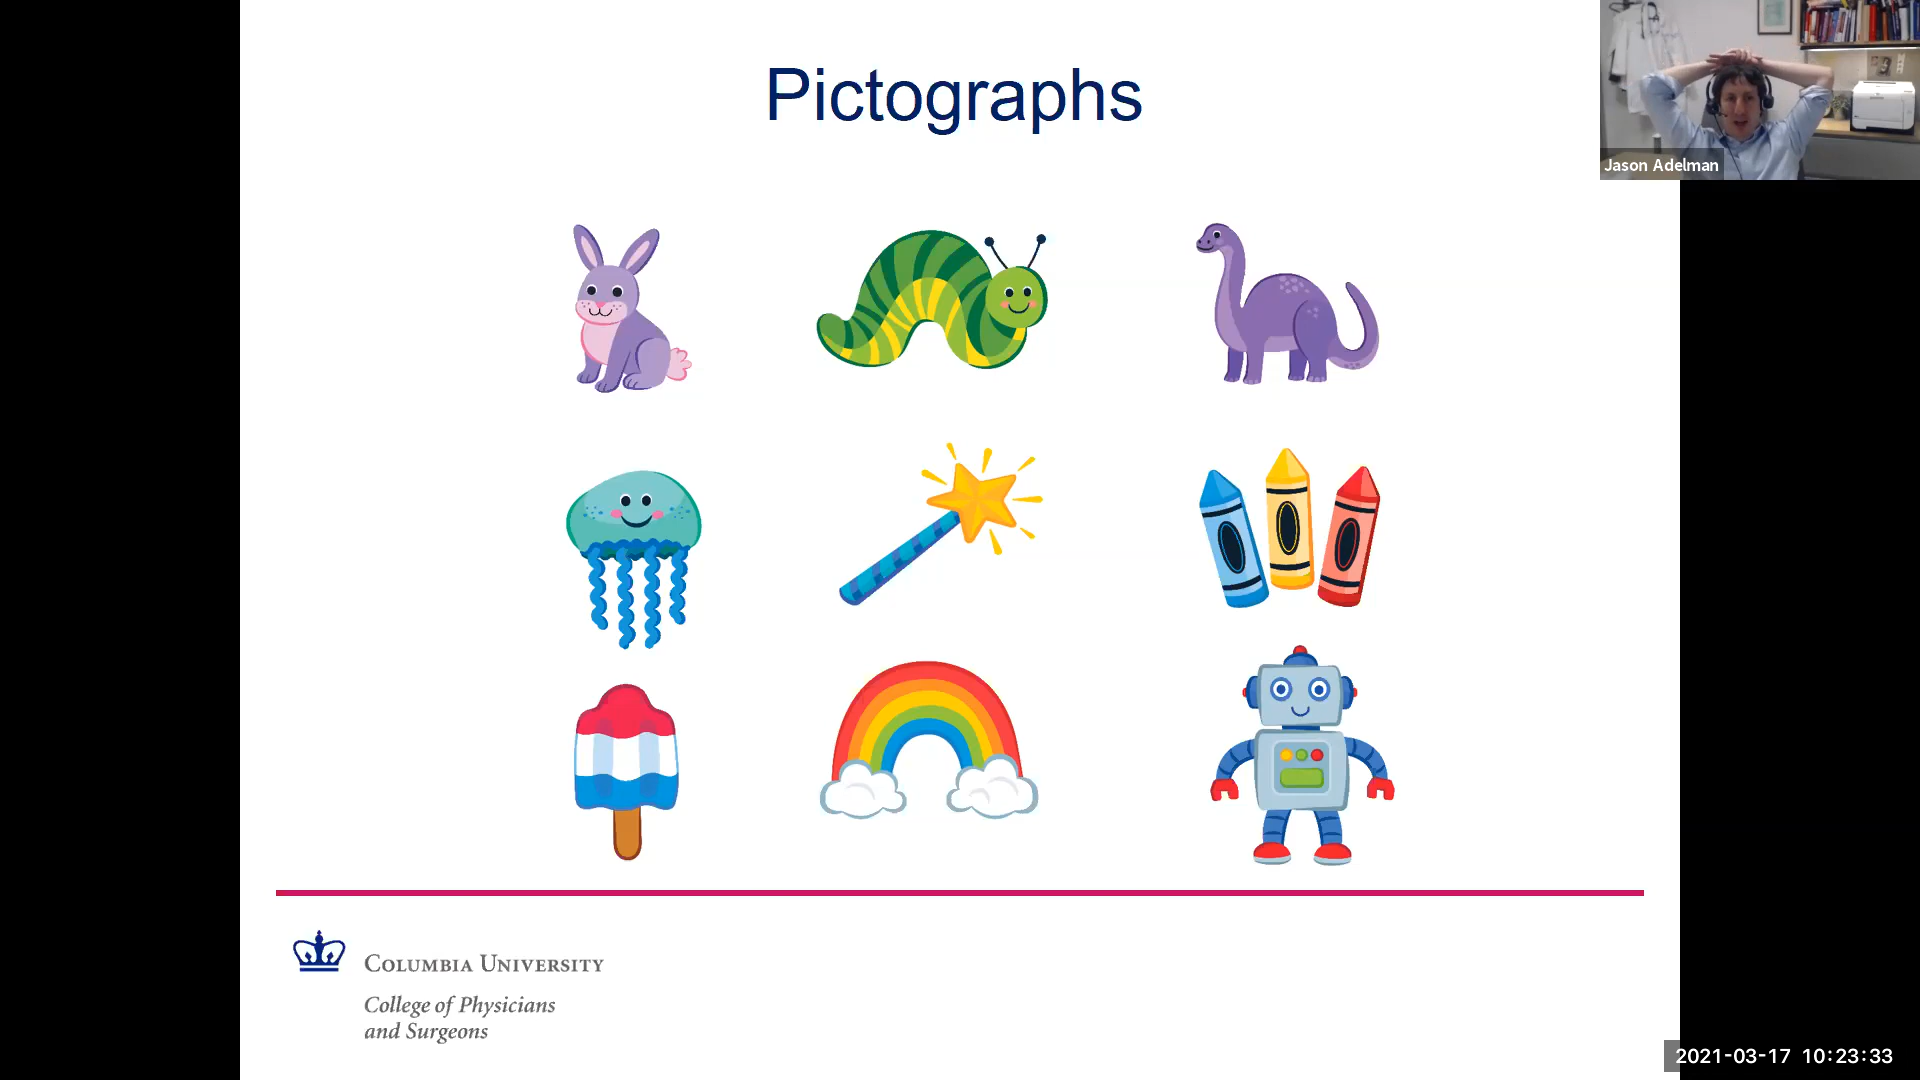 Pictographs
Jason Adelman
COLUMBIA UNIVERSITY
College of Physicians
and Surgeons
2021-03-17 10:23:33